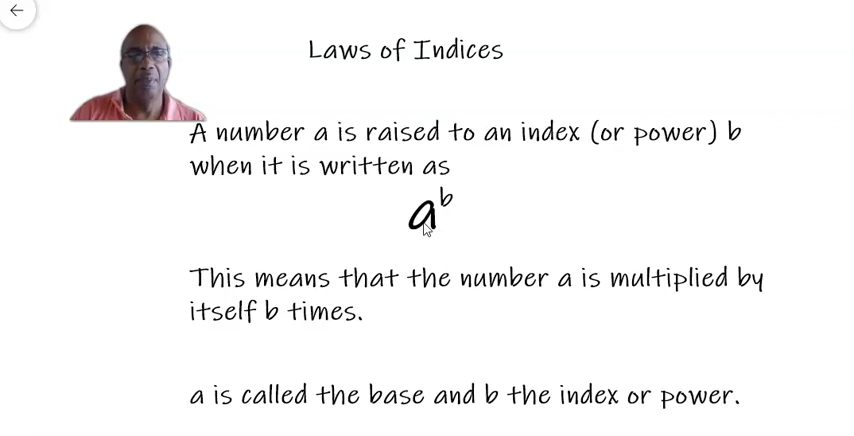 Laws of Indices
A number a is raised to an index (or power) b
when it is written as
a^b
This means that the number a is multiplied by
itself b times.
a is called the base and b the index or power.